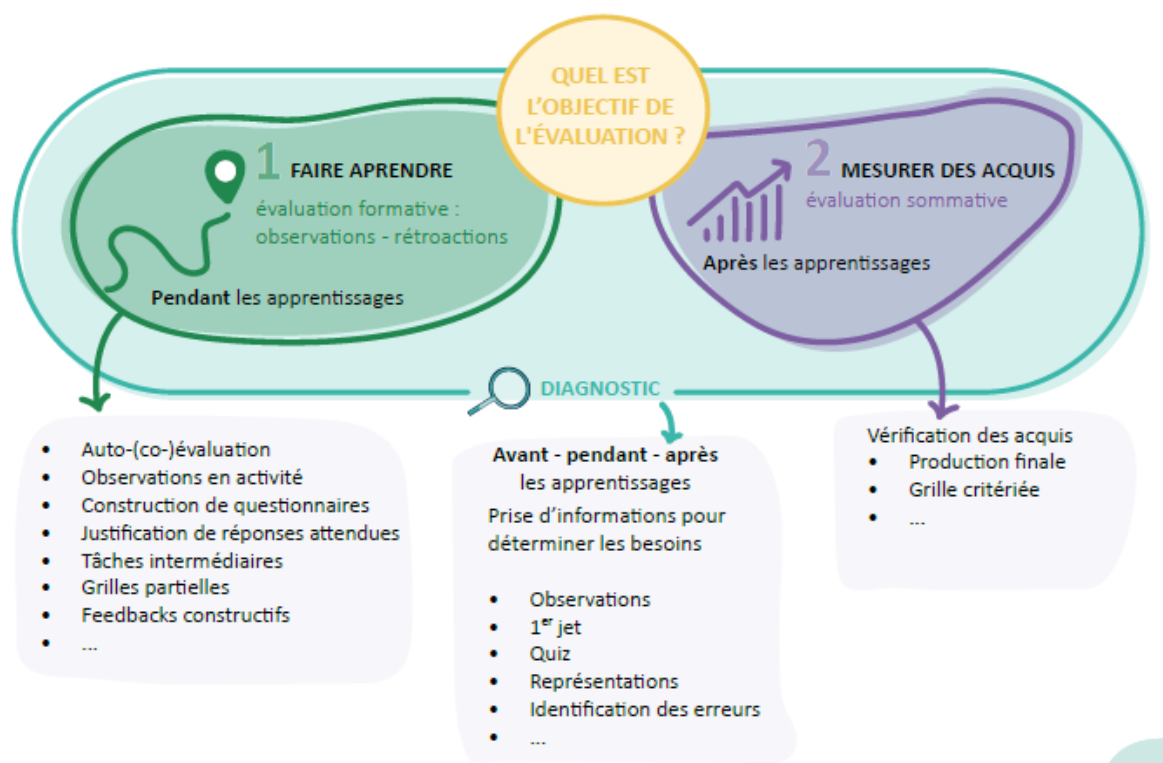 QUEL EST
L'OBJECTIF DE
L'ÉVALUATION ?
1 FAIRE APRENDRE
évaluation formative :
observations - rétroactions
Pendant les apprentissages
2 MESURER DES ACQUIS
évaluation sommative
Après les apprentissages
DIAGNOSTIC
• Auto-(co-)évaluation
• Observations en activité
• Construction de questionnaires
• Justification de réponses attendues
• Tâches intermédiaires
• Grilles partielles
• Feedbacks constructifs
• ...
Avant - pendant - après
les apprentissages
Prise d'informations pour
déterminer les besoins
• Observations
• 1er jet
• Quiz
• Représentations
• Identification des erreurs
• ...
Vérification des acquis
• Production finale
• Grille critériée
• ...